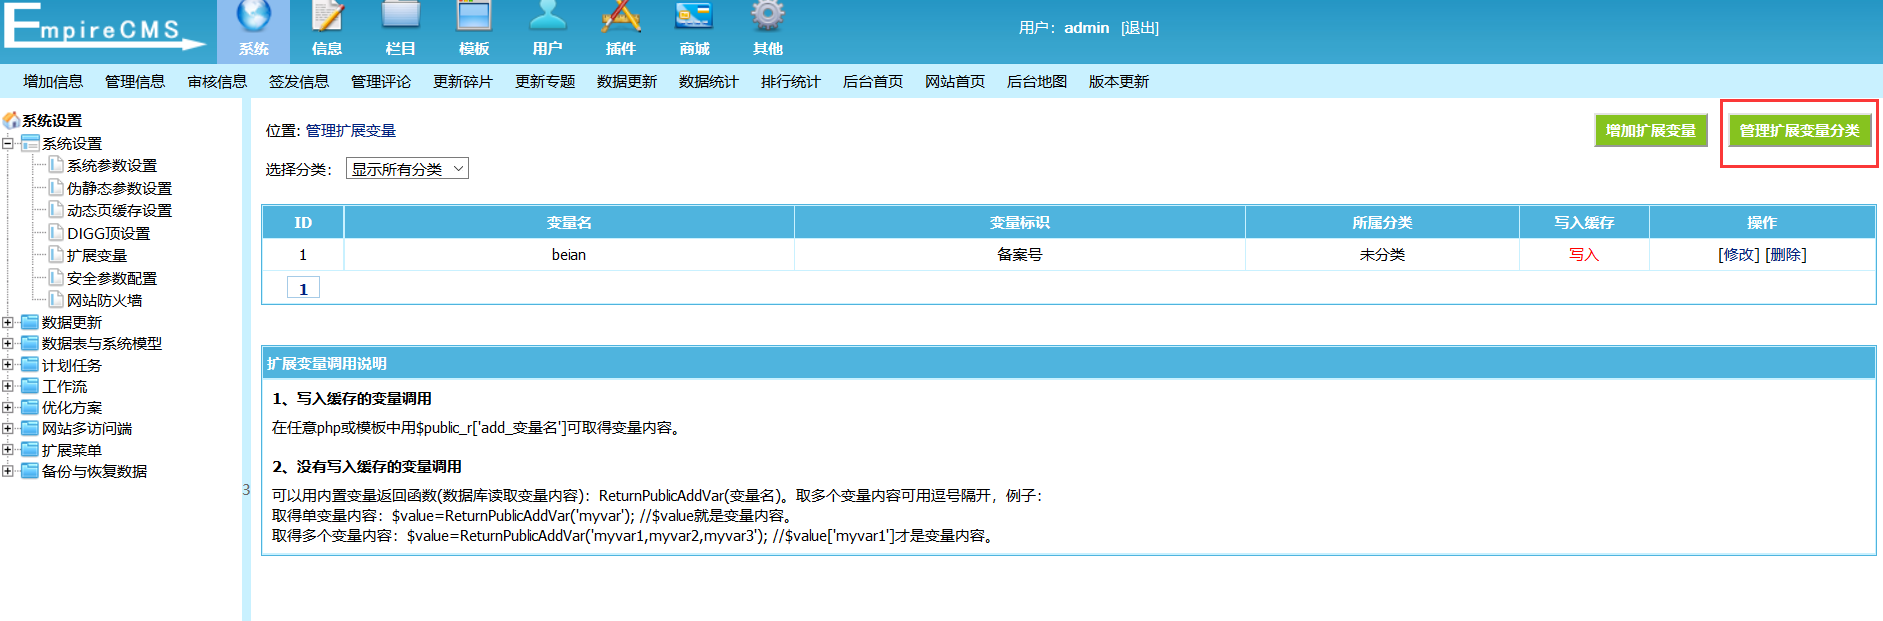 EmpireCMS
系统 信息 栏目 模板 用户 插件 商城 其他
用户： admin [退出]
增加信息 管理信息 审核信息 签发信息 管理评论 更新碎片 更新专题 数据更新 数据统计 排行统计 后台首页 网站首页 后台地图 版本更新
系统设置
系统设置
系统参数设置
伪静态参数设置
动态页缓存设置
DIGG顶设置
扩展变量
安全参数配置
网站防火墙
数据更新
数据表与系统模型
计划任务
工作流
优化方案
网站多访问端
扩展菜单
备份与恢复数据
3
位置: 管理扩展变量
增加扩展变量 管理扩展变量分类
选择分类： 显示所有分类
ID 变量名 变量标识 所属分类 写入缓存 操作
1 beian 备案号 未分类 写入 [修改] [删除]
1
扩展变量调用说明
1、写入缓存的变量调用
在任意php或模板中用$public_r['add_变量名']可取得变量内容。
2、没有写入缓存的变量调用
可以用内置变量返回函数(数据库读取变量内容)：ReturnPublicAddVar(变量名)。取多个变量内容可用逗号隔开，例子：
取得单变量内容：$value=ReturnPublicAddVar('myvar'); //$value就是变量内容。
取得多个变量内容：$value=ReturnPublicAddVar('myvar1,myvar2,myvar3'); //$value['myvar1']才是变量内容。